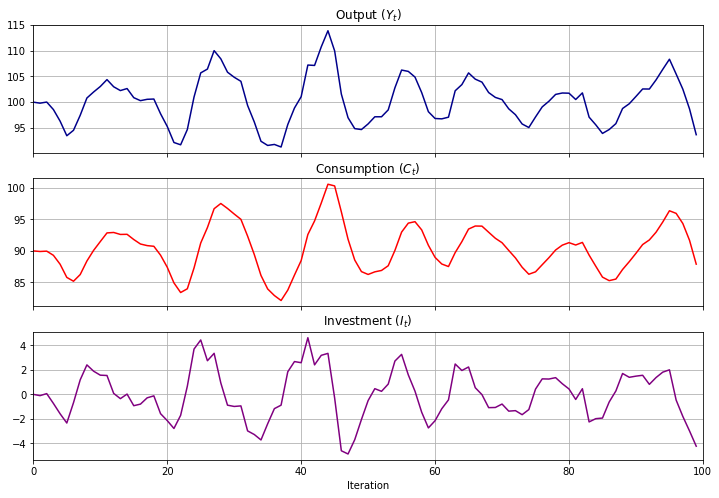 Output (Y_t)
115
110
105
100
95
Consumption (C_t)
100
95
90
85
Investment (I_t)
4
2
0
−2
−4
0 20 40 60 80 100
Iteration